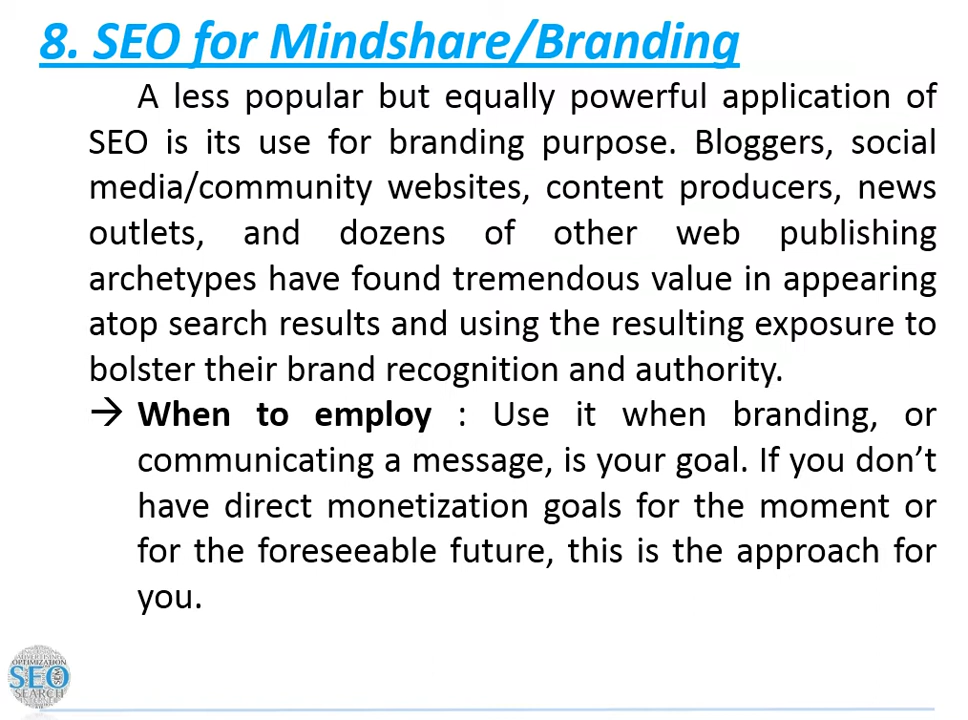 8. SEO for Mindshare/Branding
A less popular but equally powerful application of
SEO is its use for branding purpose. Bloggers, social
media/community websites, content producers, news
outlets, and dozens of other web publishing
archetypes have found tremendous value in appearing
atop search results and using the resulting exposure to
bolster their brand recognition and authority.
→ When to employ : Use it when branding, or
communicating a message, is your goal. If you don’t
have direct monetization goals for the moment or
for the foreseeable future, this is the approach for
you.
OPTIMIZATION
SEO
SEARCH